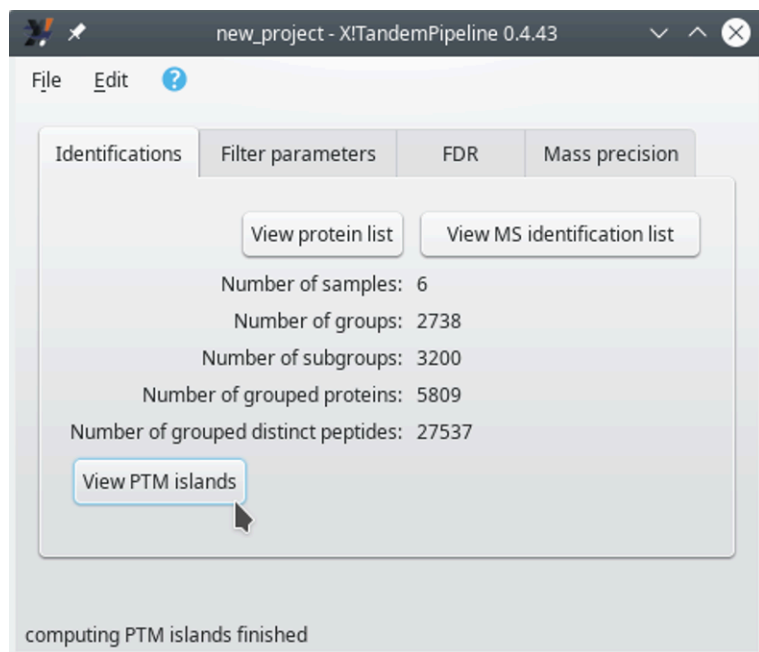 new_project - X!TandemPipeline 0.4.43
File Edit ?
Identifications Filter parameters FDR Mass precision
View protein list View MS identification list
Number of samples: 6
Number of groups: 2738
Number of subgroups: 3200
Number of grouped proteins: 5809
Number of grouped distinct peptides: 27537
View PTM islands
computing PTM islands finished